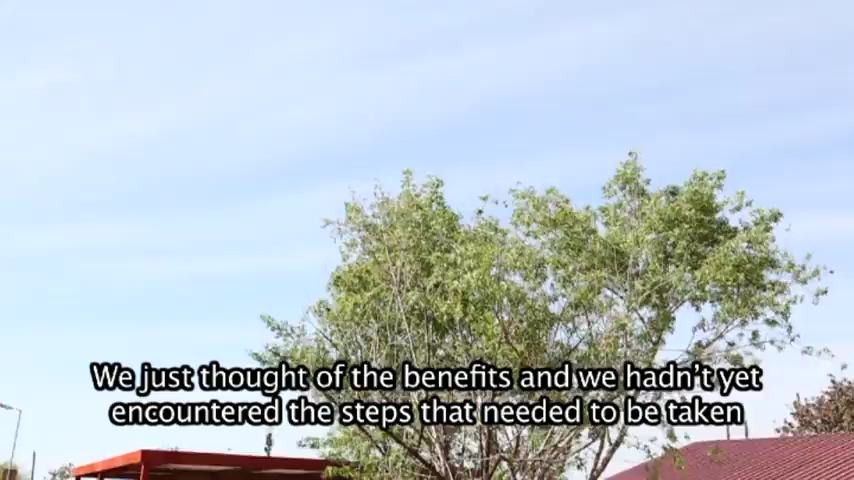 We just thought of the benefits and we hadn't yet
encountered the steps that needed to be taken